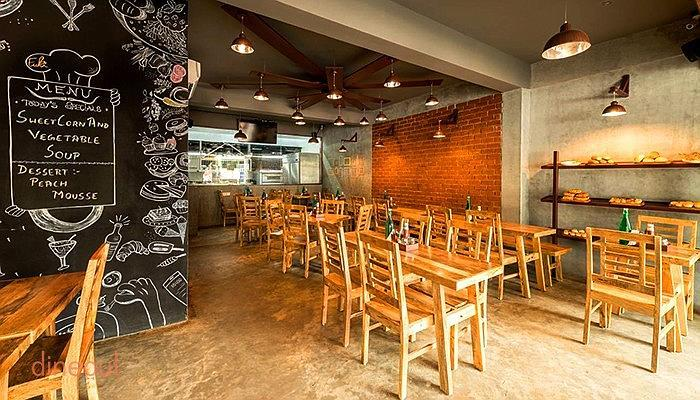 MENU
TODAY'S SPECIALS
SWEET CORN AND
VEGETABLE
SOUP
DESSERT:-
PEACH
MOUSSE
dineout